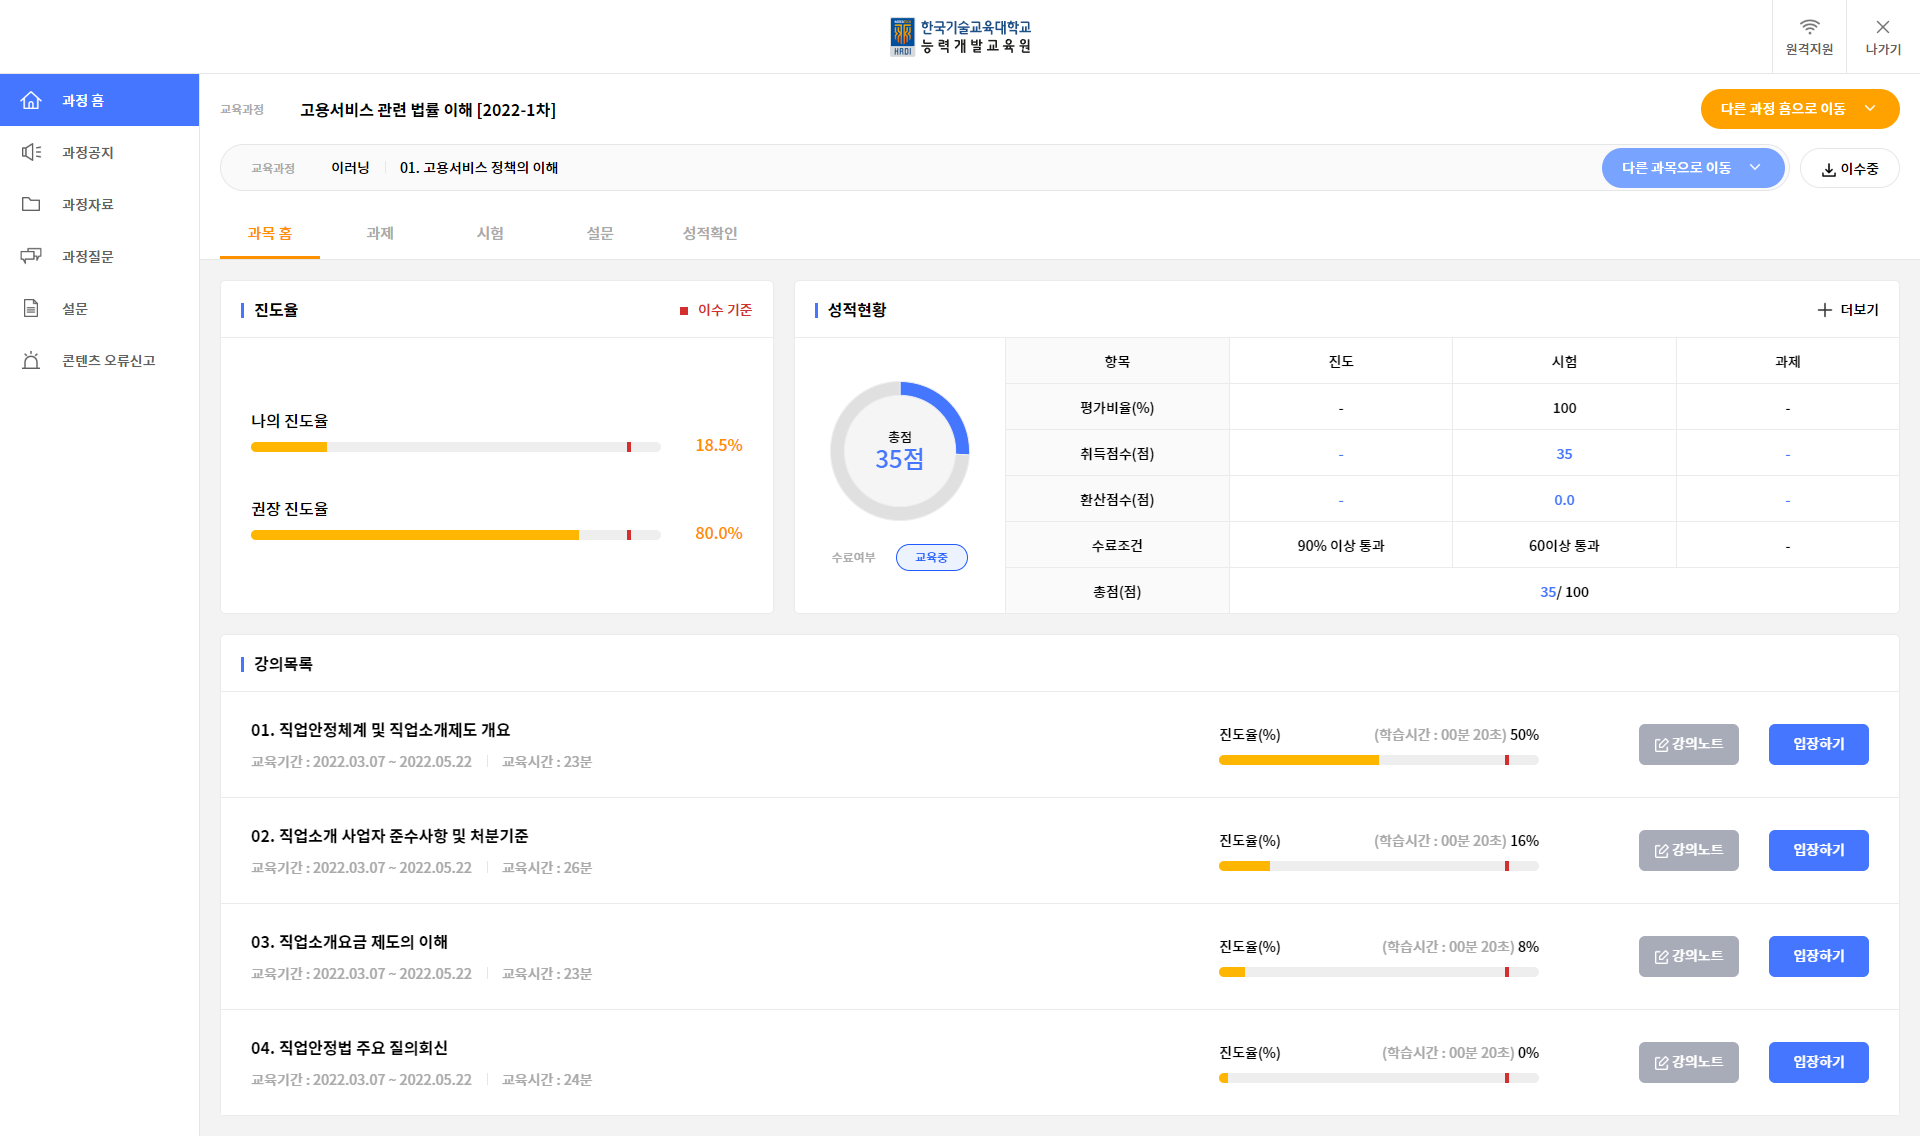 한국기술교육대학교
능력개발교육원
HRDI
원격지원
나가기
과정 홈
과정공지
과정자료
과정질문
설문
콘텐츠 오류신고
교육과정 고용서비스 관련 법률 이해 [2022-1차]
다른 과정 홈으로 이동
교육과정 이러닝 01. 고용서비스 정책의 이해
다른 과목으로 이동
이수중
과목 홈 과제 시험 설문 성적확인
진도율
이수 기준
나의 진도율
18.5%
권장 진도율
80.0%
성적현황
더보기
총점
35점
수료여부 교육중
항목 진도 시험 과제
평가비율(%) - 100 -
취득점수(점) - 35 -
환산점수(점) - 0.0 -
수료조건 90% 이상 통과 60이상 통과 -
총점(점) 35/ 100
강의목록
01. 직업안정체계 및 직업소개제도 개요
교육기간 : 2022.03.07 ~ 2022.05.22 교육시간 : 23분
진도율(%) (학습시간 : 00분 20초) 50%
강의노트 입장하기
02. 직업소개 사업자 준수사항 및 처분기준
교육기간 : 2022.03.07 ~ 2022.05.22 교육시간 : 26분
진도율(%) (학습시간 : 00분 20초) 16%
강의노트 입장하기
03. 직업소개요금 제도의 이해
교육기간 : 2022.03.07 ~ 2022.05.22 교육시간 : 23분
진도율(%) (학습시간 : 00분 20초) 8%
강의노트 입장하기
04. 직업안정법 주요 질의회신
교육기간 : 2022.03.07 ~ 2022.05.22 교육시간 : 24분
진도율(%) (학습시간 : 00분 20초) 0%
강의노트 입장하기